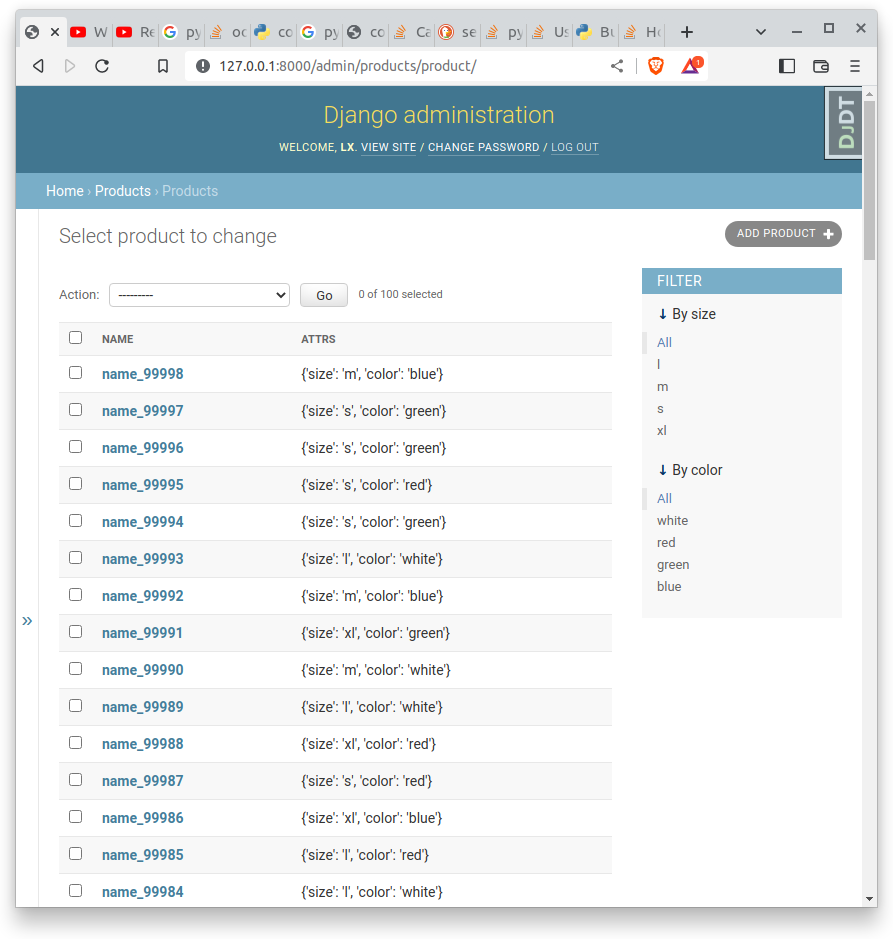 W
Re
py
oc
co
py
co
Ca
se
py
Us
Bu
Ho
127.0.0.1:8000/admin/products/product/
1
Django administration
WELCOME, LX. VIEW SITE / CHANGE PASSWORD / LOG OUT
DJDT
Home › Products › Products
Select product to change
ADD PRODUCT +
Action: --------- Go 0 of 100 selected
NAME ATTRS
name_99998 {'size': 'm', 'color': 'blue'}
name_99997 {'size': 's', 'color': 'green'}
name_99996 {'size': 's', 'color': 'green'}
name_99995 {'size': 's', 'color': 'red'}
name_99994 {'size': 's', 'color': 'green'}
name_99993 {'size': 'l', 'color': 'white'}
name_99992 {'size': 'm', 'color': 'blue'}
name_99991 {'size': 'xl', 'color': 'green'}
name_99990 {'size': 'm', 'color': 'white'}
name_99989 {'size': 'l', 'color': 'white'}
name_99988 {'size': 'xl', 'color': 'red'}
name_99987 {'size': 's', 'color': 'red'}
name_99986 {'size': 'xl', 'color': 'blue'}
name_99985 {'size': 'l', 'color': 'red'}
name_99984 {'size': 'l', 'color': 'white'}
»
FILTER
↓ By size
All
l
m
s
xl
↓ By color
All
white
red
green
blue